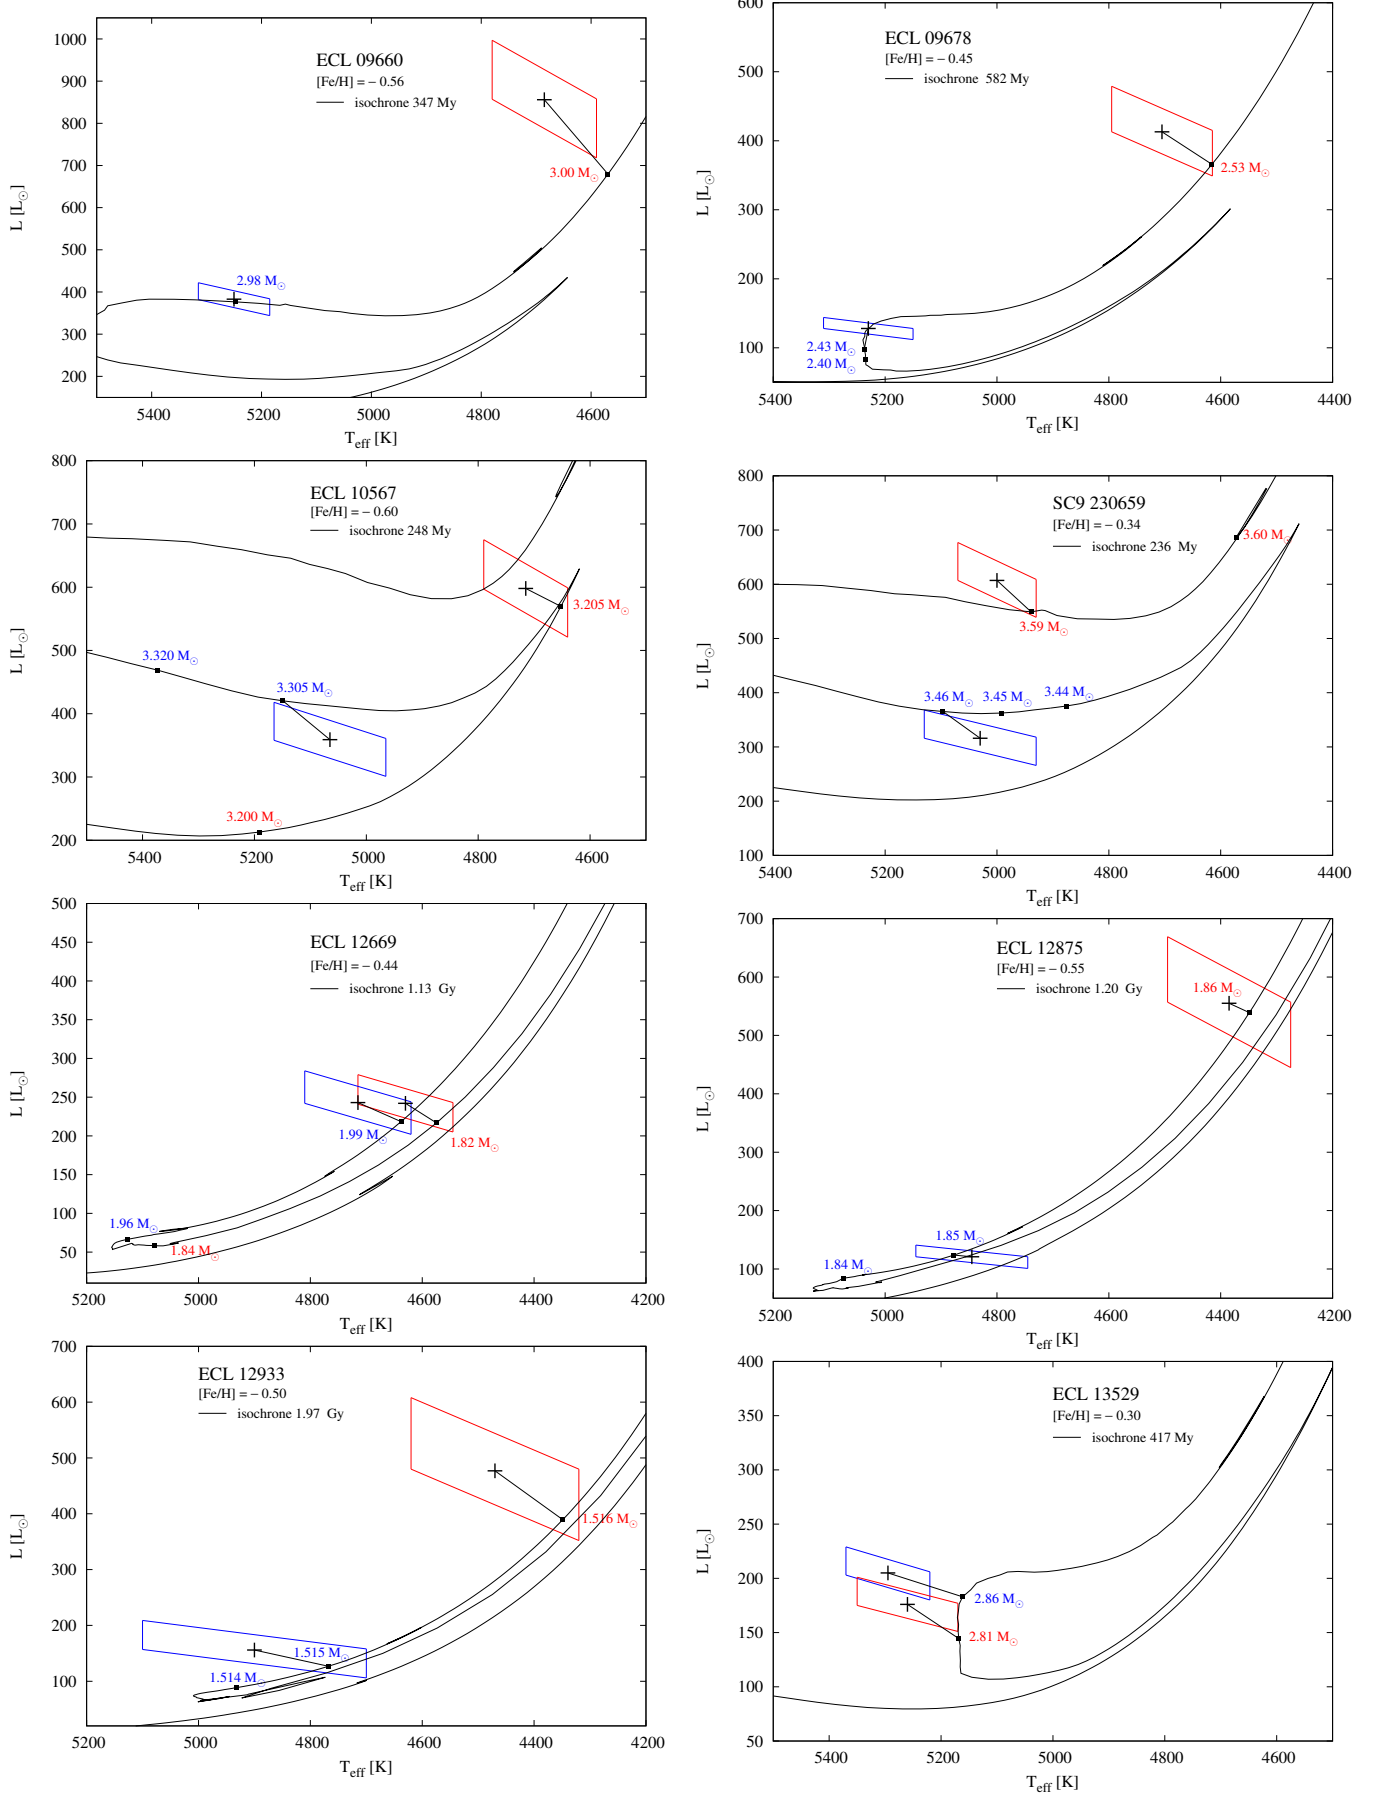 ECL 09660
[Fe/H] = − 0.56
isochrone 347 My
3.00 M☉
2.98 M☉
L [L☉]
1000
900
800
700
600
500
400
300
200
5400
5200
5000
4800
4600
Teff [K]
ECL 09678
[Fe/H] = − 0.45
isochrone 582 My
2.53 M☉
2.43 M☉
2.40 M☉
L [L☉]
600
500
400
300
200
100
5400
5200
5000
4800
4600
4400
Teff [K]
ECL 10567
[Fe/H] = − 0.60
isochrone 248 My
3.205 M☉
3.320 M☉
3.305 M☉
3.200 M☉
L [L☉]
800
700
600
500
400
300
200
5400
5200
5000
4800
4600
Teff [K]
SC9 230659
[Fe/H] = − 0.34
isochrone 236 My
3.60 M☉
3.59 M☉
3.46 M☉
3.45 M☉
3.44 M☉
L [L☉]
800
700
600
500
400
300
200
100
5400
5200
5000
4800
4600
4400
Teff [K]
ECL 12669
[Fe/H] = − 0.44
isochrone 1.13 Gy
1.99 M☉
1.82 M☉
1.96 M☉
1.84 M☉
L [L☉]
500
450
400
350
300
250
200
150
100
50
5200
5000
4800
4600
4400
4200
Teff [K]
ECL 12875
[Fe/H] = − 0.55
isochrone 1.20 Gy
1.86 M☉
1.85 M☉
1.84 M☉
L [L☉]
700
600
500
400
300
200
100
5200
5000
4800
4600
4400
4200
Teff [K]
ECL 12933
[Fe/H] = − 0.50
isochrone 1.97 Gy
1.516 M☉
1.515 M☉
1.514 M☉
L [L☉]
700
600
500
400
300
200
100
5200
5000
4800
4600
4400
4200
Teff [K]
ECL 13529
[Fe/H] = − 0.30
isochrone 417 My
2.86 M☉
2.81 M☉
L [L☉]
400
350
300
250
200
150
100
50
5400
5200
5000
4800
4600
Teff [K]